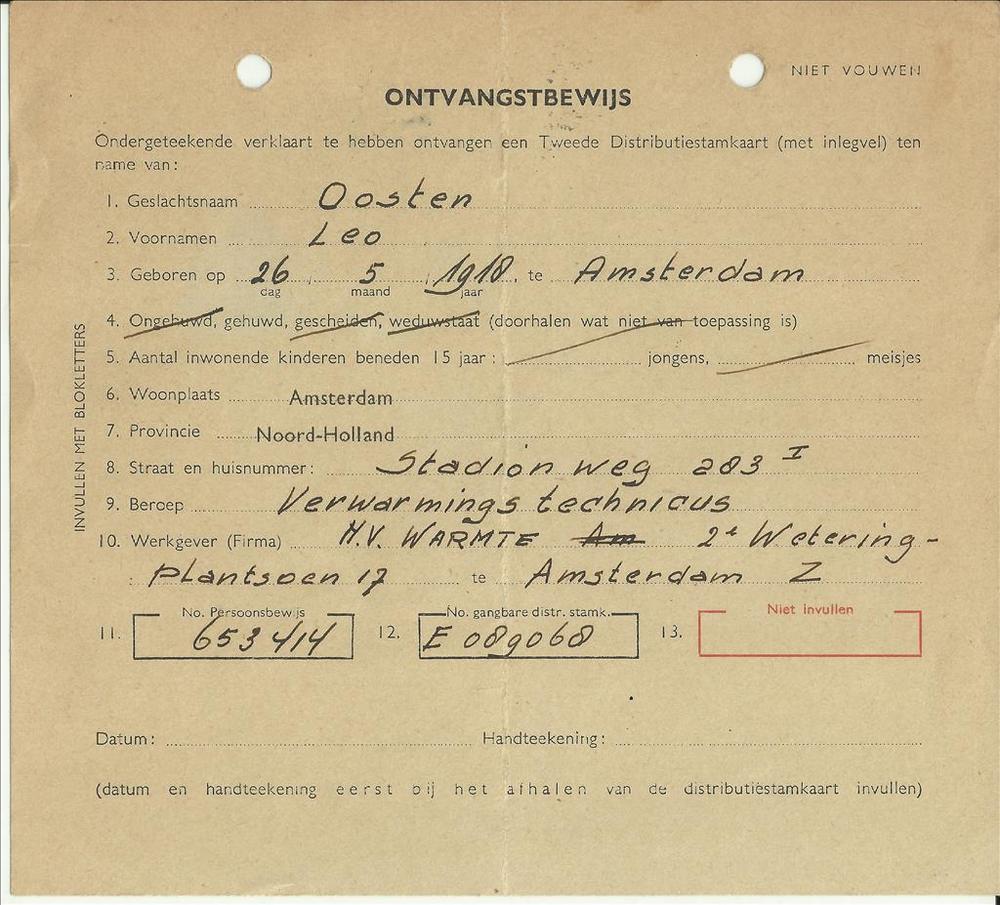 NIET VOUWEN
ONTVANGSTBEWIJS
Ondergeteekende verklaart te hebben ontvangen een Tweede Distributiestamkaart (met inlegvel) ten
name van:
1. Geslachtsnaam Oosten
2. Voornamen Leo
3. Geboren op 26 5 1918, te Amsterdam
dag maand jaar
4. Ongehuwd, gehuwd, gescheiden, weduwstaat (doorhalen wat niet van toepassing is)
5. Aantal inwonende kinderen beneden 15 jaar: jongens, meisjes
6. Woonplaats Amsterdam
7. Provincie Noord-Holland
8. Straat en huisnummer: Stadion weg 283 I
9. Beroep Verwarmings technicus
10. Werkgever (Firma) N.V. WARMTE Am 2e Wetering-
Plantsoen 17 te Amsterdam Z
No. Persoonsbewijs No. gangbare distr. stamk. Niet invullen
11. 653414 12. E 089068 13.
Datum: Handteekening:
(datum en handteekening eerst bij het afhalen van de distributiestamkaart invullen)
INVULLEN MET BLOKLETTERS